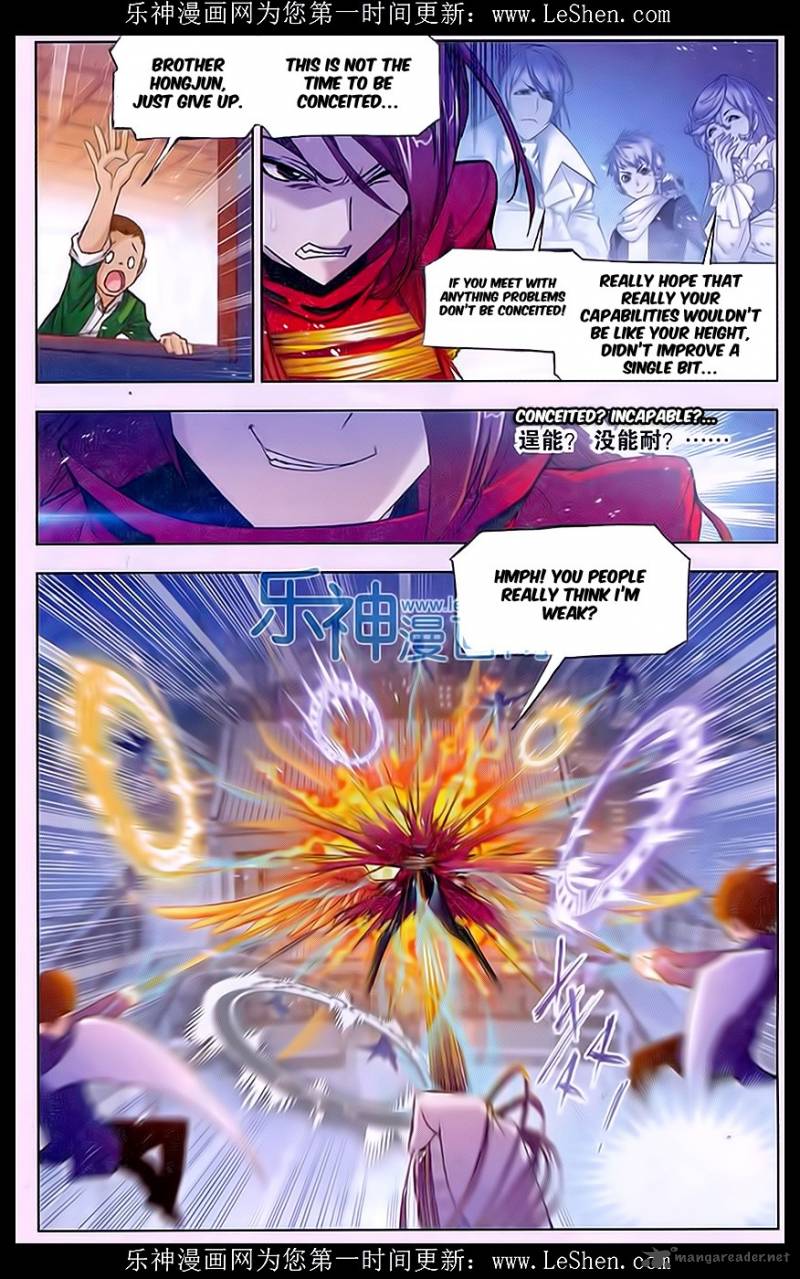 乐神漫画网为您第一时间更新：www.LeShen.com
BROTHER
HONGJUN,
JUST GIVE UP.
THIS IS NOT THE
TIME TO BE
CONCEITED...
IF YOU MEET WITH
ANYTHING PROBLEMS
DON'T BE CONCEITED!
REALLY HOPE THAT
REALLY YOUR
CAPABILITIES WOULDN'T
BE LIKE YOUR HEIGHT,
DIDN'T IMPROVE A
SINGLE BIT...
CONCEITED? INCAPABLE?...
逞能？没能耐？……
HMPH! YOU PEOPLE
REALLY THINK I'M
WEAK?
乐神漫画网
www.le
乐神漫画网为您第一时间更新：www.LeShen.com
mangareader.net